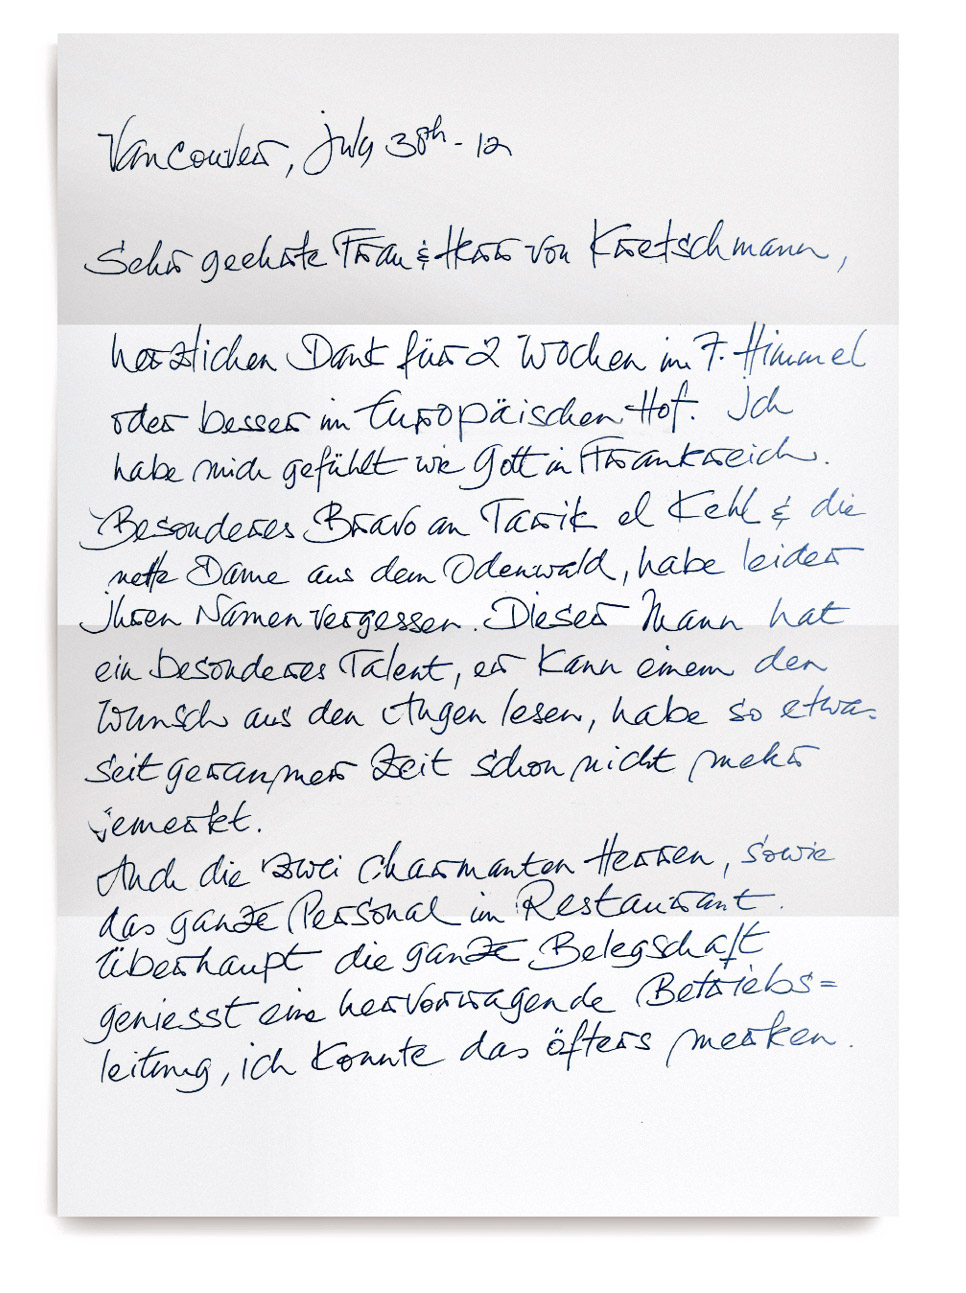 Vancouver, July 30th - 12
Sehr geehrte Frau & Herr von Kretschmann,
herzlichen Dank für 2 Wochen im 7. Himmel
oder besser im Europäischen Hof. Ich
habe mich gefühlt wie Gott in Frankreich.
Besonderes Bravo an Tarik el Kehl & die
nette Dame aus dem Odenwald, habe leider
ihren Namen vergessen. Dieser Mann hat
ein besonderes Talent, er kann einem den
Wunsch aus den Augen lesen, habe so etwas
seit geraumer Zeit schon nicht mehr
gemerkt.
Auch die zwei charmanten Herren, sowie
das ganze Personal im Restaurant.
Überhaupt die ganze Belegschaft
geniesst eine hervorragende Betriebs=
leitung, ich konnte das öfters merken.